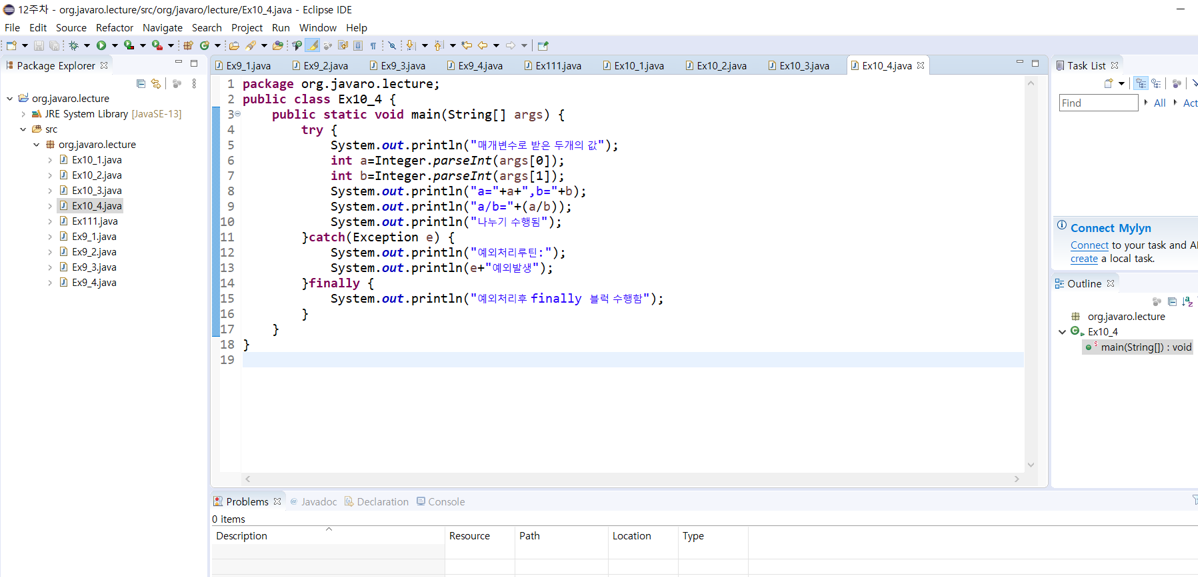 12주차 - org.javaro.lecture/src/org/javaro/lecture/Ex10_4.java - Eclipse IDE
File Edit Source Refactor Navigate Search Project Run Window Help
Package Explorer
org.javaro.lecture
JRE System Library [JavaSE-13]
src
org.javaro.lecture
Ex10_1.java
Ex10_2.java
Ex10_3.java
Ex10_4.java
Ex111.java
Ex9_1.java
Ex9_2.java
Ex9_3.java
Ex9_4.java
Ex9_1.java Ex9_2.java Ex9_3.java Ex9_4.java Ex111.java Ex10_1.java Ex10_2.java Ex10_3.java Ex10_4.java
1 package org.javaro.lecture;
2 public class Ex10_4 {
3 public static void main(String[] args) {
4 try {
5 System.out.println("매개변수로 받은 두개의 값");
6 int a=Integer.parseInt(args[0]);
7 int b=Integer.parseInt(args[1]);
8 System.out.println("a="+a+",b="+b);
9 System.out.println("a/b="+(a/b));
10 System.out.println("나누기 수행됨");
11 }catch(Exception e) {
12 System.out.println("예외처리루틴:");
13 System.out.println(e+"예외발생");
14 }finally {
15 System.out.println("예외처리후 finally 블럭 수행함");
16 }
17 }
18 }
19
Task List
Find All Act
Connect Mylyn
Connect to your task and Al
create a local task.
Outline
org.javaro.lecture
Ex10_4
main(String[]) : void
Problems Javadoc Declaration Console
0 items
Description Resource Path Location Type